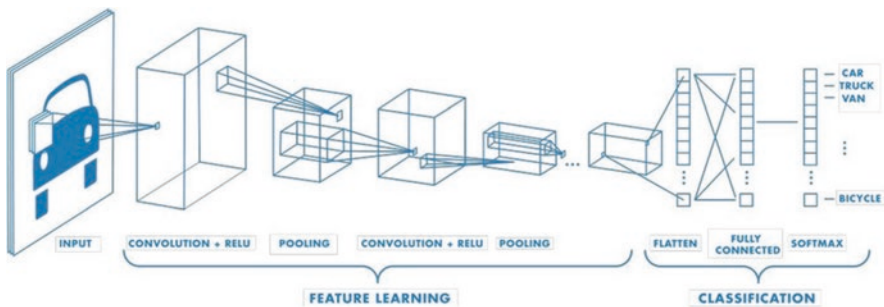 CAR
TRUCK
VAN
BICYCLE
INPUT
CONVOLUTION + RELU
POOLING
CONVOLUTION + RELU
POOLING
FLATTEN
FULLY
CONNECTED
SOFTMAX
FEATURE LEARNING
CLASSIFICATION